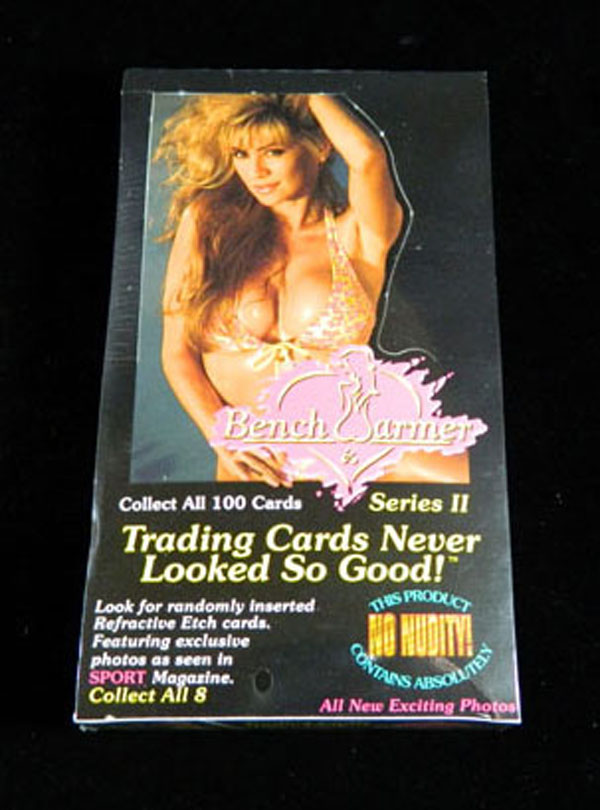 Bench Warmer
Collect All 100 Cards
Series II
Trading Cards Never
Looked So Good!™
Look for randomly inserted
Refractive Etch cards.
Featuring exclusive
photos as seen in
SPORT Magazine.
Collect All 8
THIS PRODUCT
NO NUDITY!
CONTAINS ABSOLUTELY
All New Exciting Photos